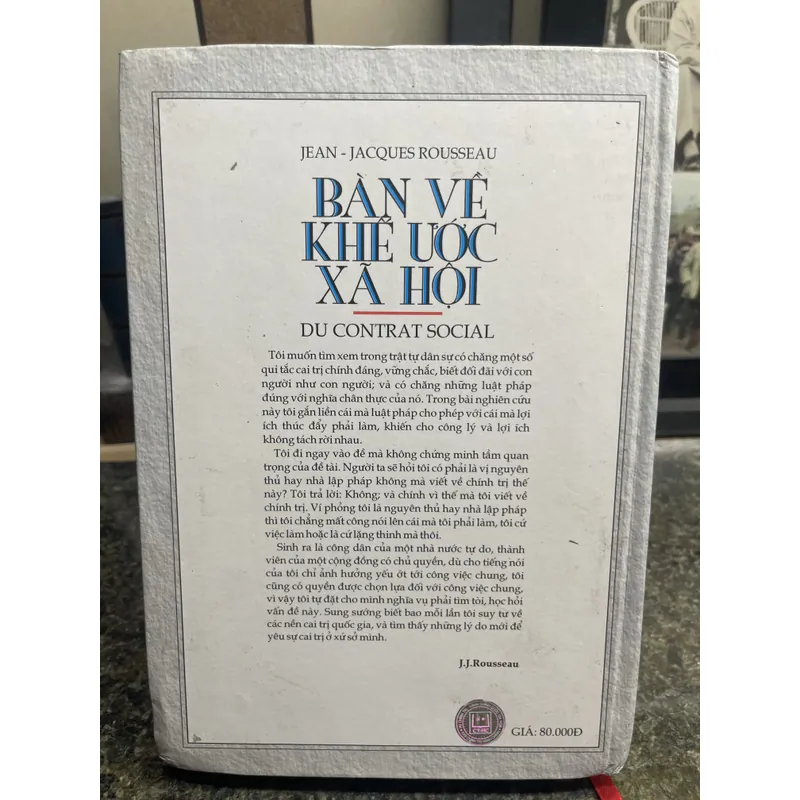 JEAN - JACQUES ROUSSEAU
BÀN VỀ
KHẾ ƯỚC
XÃ HỘI
DU CONTRAT SOCIAL
Tôi muốn tìm xem trong trật tự dân sự có chăng một số
qui tắc cai trị chính đáng, vững chắc, biết đối đãi với con
người như con người; và có chăng những luật pháp
đúng với nghĩa chân thực của nó. Trong bài nghiên cứu
này tôi gắn liền cái mà luật pháp cho phép với cái mà lợi
ích thúc đẩy phải làm, khiến cho công lý và lợi ích
không tách rời nhau.
Tôi đi ngay vào đề mà không chứng minh tầm quan
trọng của đề tài. Người ta sẽ hỏi tôi có phải là vị nguyên
thủ hay nhà lập pháp không mà viết về chính trị thế
này? Tôi trả lời: Không; và chính vì thế mà tôi viết về
chính trị. Ví phỏng tôi là nguyên thủ hay nhà lập pháp
thì tôi chẳng mất công nói lên cái mà tôi phải làm, tôi cứ
việc làm hoặc là cứ lặng thinh mà thôi.
Sinh ra là công dân của một nhà nước tự do, thành
viên của một cộng đồng có chủ quyền, dù cho tiếng nói
của tôi chỉ ảnh hưởng yếu ớt tới công việc chung, tôi
cũng có quyền được chọn lựa đối với công việc chung,
vì vậy tôi tự đặt cho mình nghĩa vụ phải tìm tòi, học hỏi
vấn đề này. Sung sướng biết bao mỗi lần tôi suy tư về
các nền cai trị quốc gia, và tìm thấy những lý do mới để
yêu sự cai trị ở xứ sở mình.
J.J.Rousseau
GIÁ: 80.000Đ